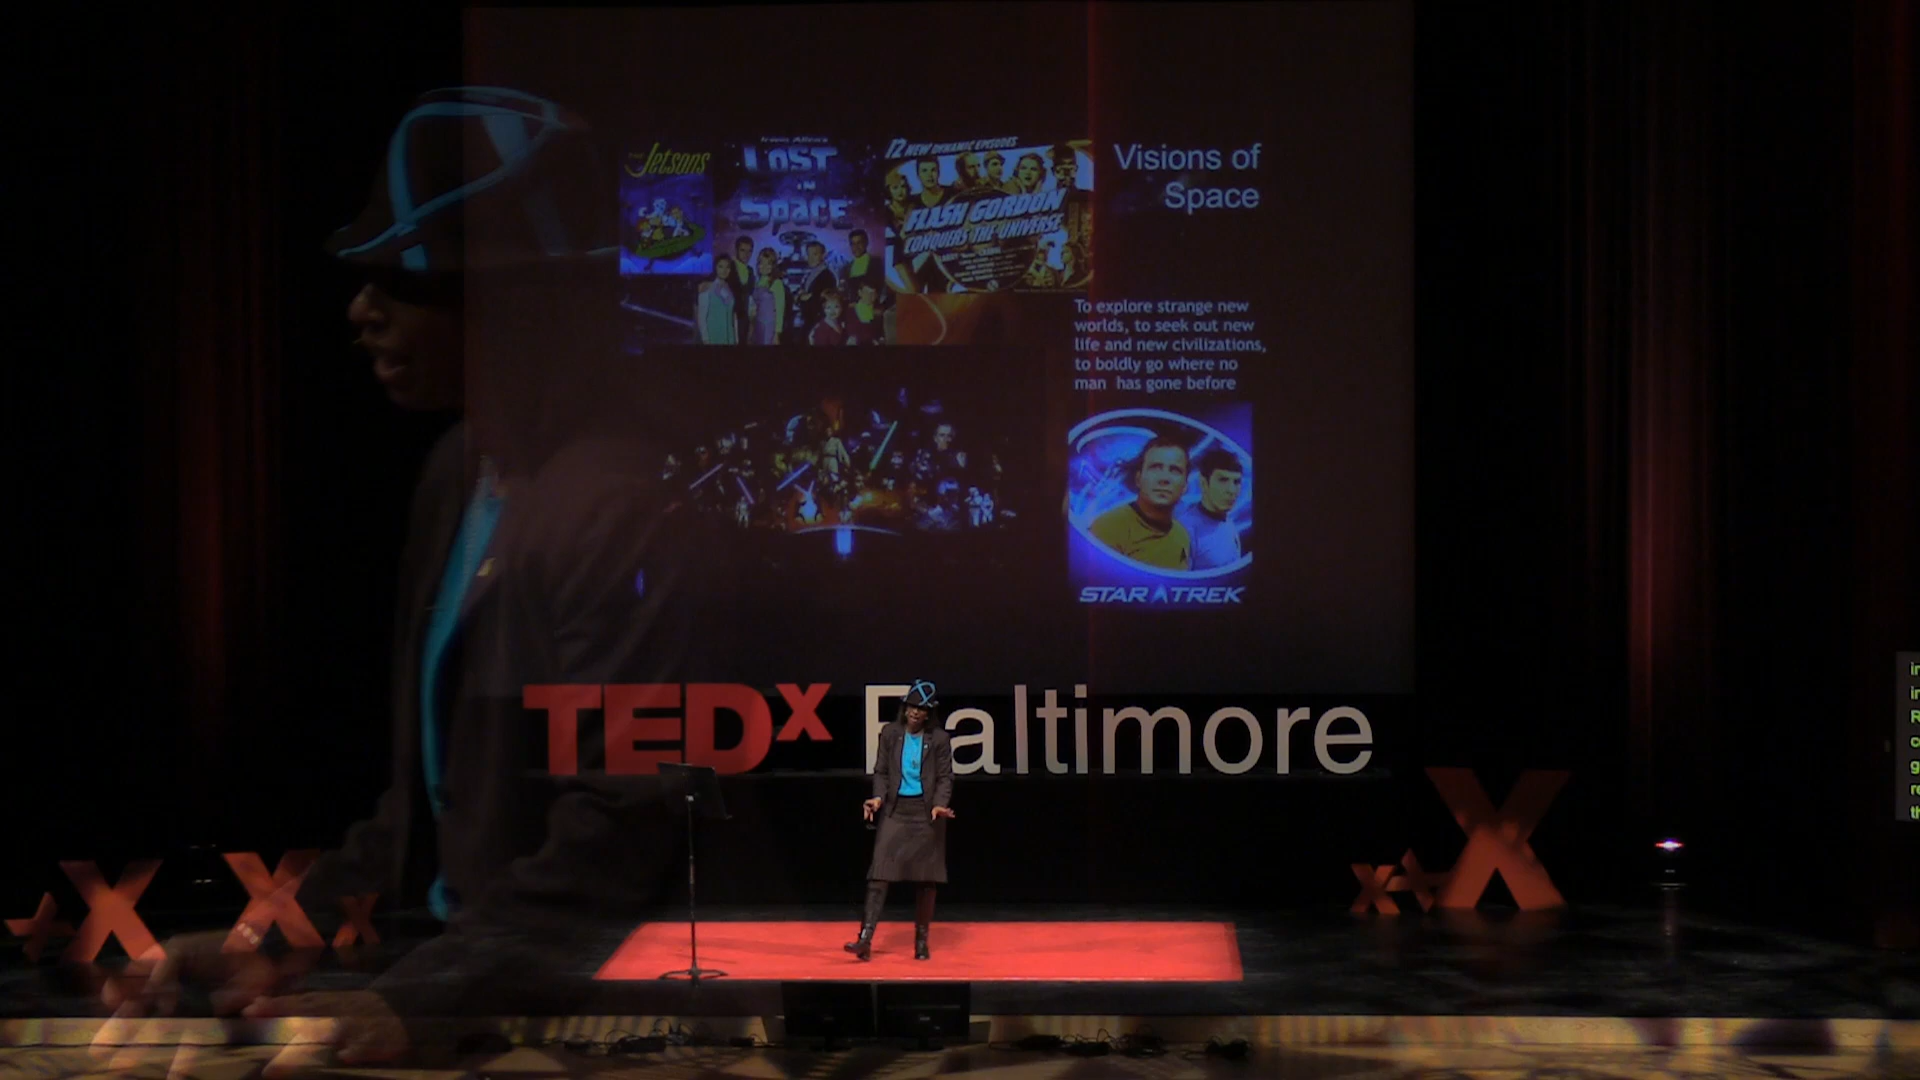 Jetsons
LOST
IN
SPACE
12 NEW DYNAMIC EPISODES
FLASH GORDON
CONQUERS THE UNIVERSE
Visions of
Space
To explore strange new
worlds, to seek out new
life and new civilizations,
to boldly go where no
man has gone before
STAR TREK
TEDx Baltimore
x
X
X
x
x
x
X